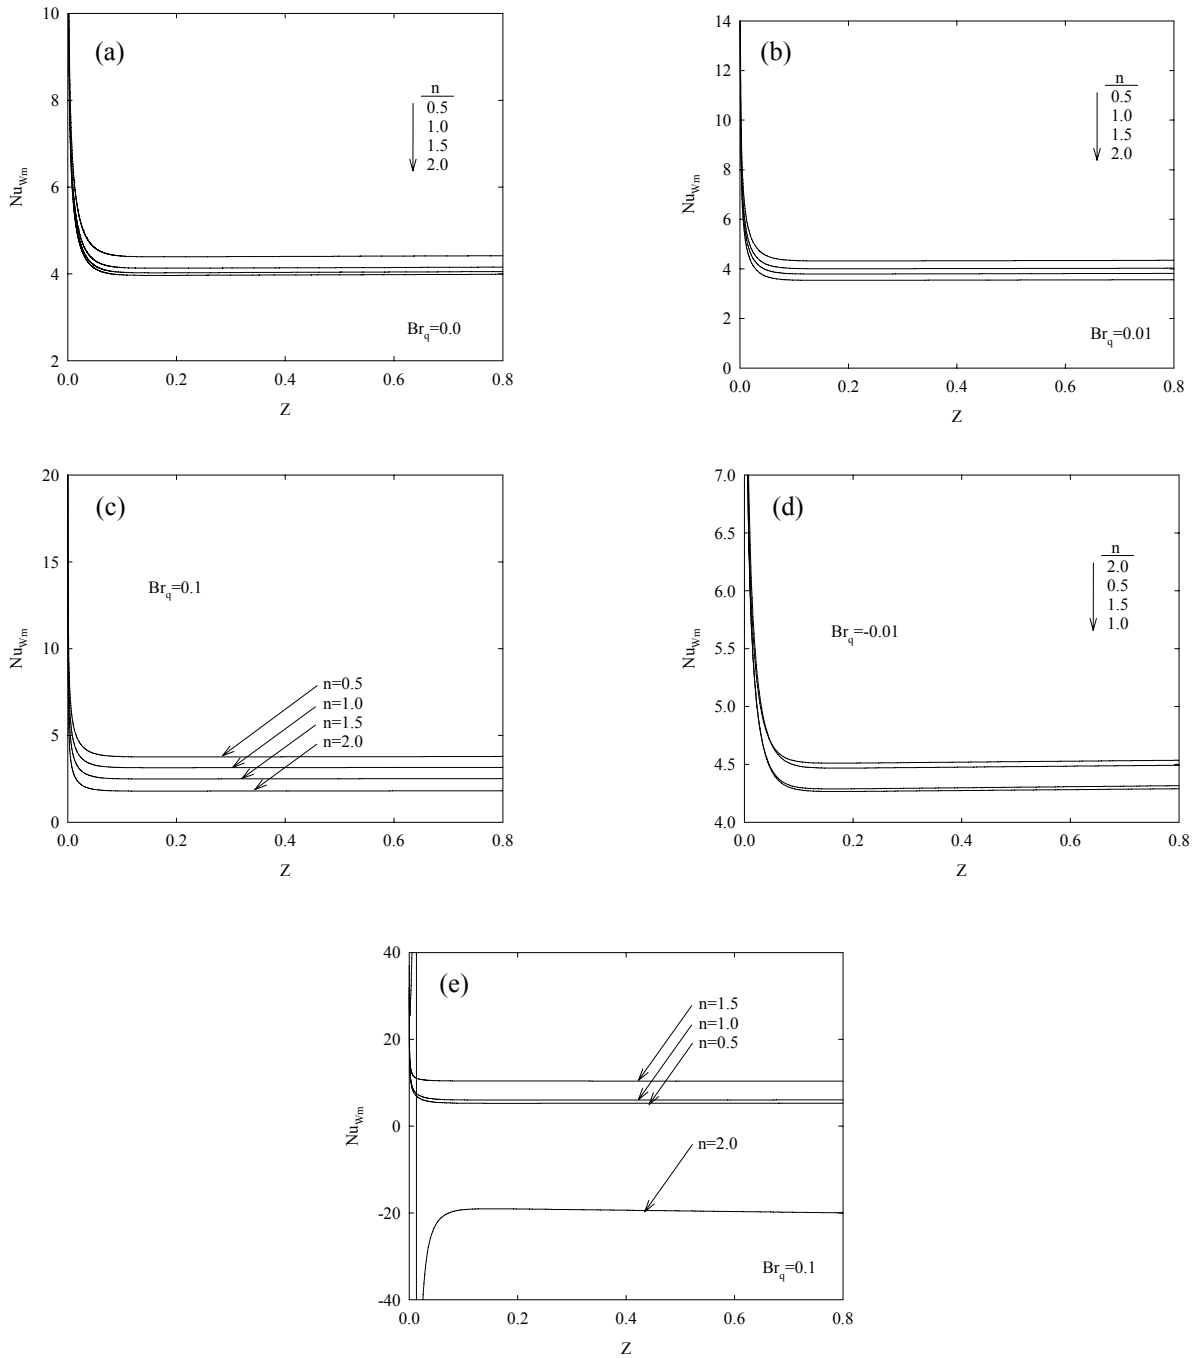 (a)
10
8
6
4
2
Nu_Wm
n
0.5
1.0
1.5
2.0
Br_q=0.0
0.0 0.2 0.4 0.6 0.8
Z
(b)
14
12
10
8
6
4
2
0
Nu_Wm
n
0.5
1.0
1.5
2.0
Br_q=0.01
0.0 0.2 0.4 0.6 0.8
Z
(c)
20
15
10
5
0
Nu_Wm
Br_q=0.1
n=0.5
n=1.0
n=1.5
n=2.0
0.0 0.2 0.4 0.6 0.8
Z
(d)
7.0
6.5
6.0
5.5
5.0
4.5
4.0
Nu_Wm
n
2.0
0.5
1.5
1.0
Br_q=-0.01
0.0 0.2 0.4 0.6 0.8
Z
(e)
40
20
0
-20
-40
Nu_Wm
n=1.5
n=1.0
n=0.5
n=2.0
Br_q=0.1
0.0 0.2 0.4 0.6 0.8
Z